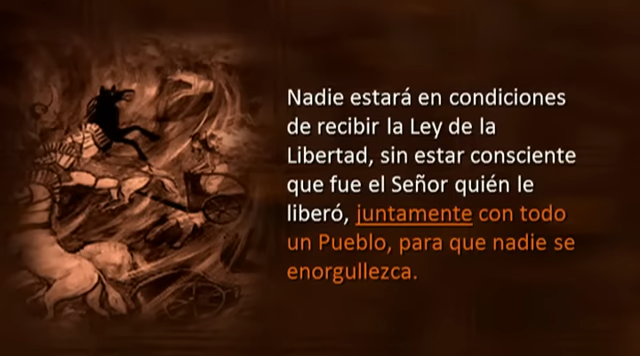 Nadie estará en condiciones
de recibir la Ley de la
Libertad, sin estar consciente
que fue el Señor quién le
liberó, juntamente con todo
un Pueblo, para que nadie se
enorgullezca.